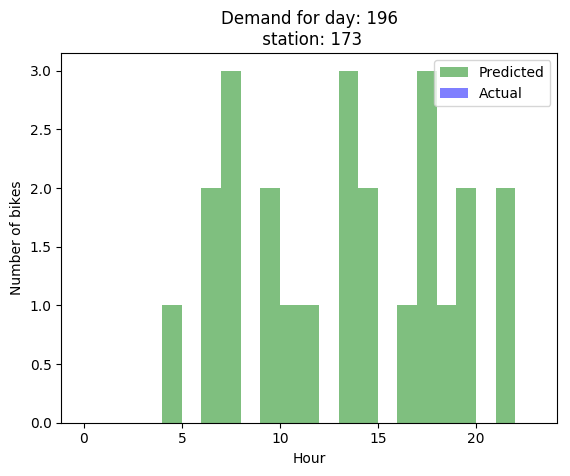 Demand for day: 196
station: 173
3.0
2.5
2.0
1.5
1.0
0.5
0.0
Number of bikes
Predicted
Actual
0 5 10 15 20
Hour